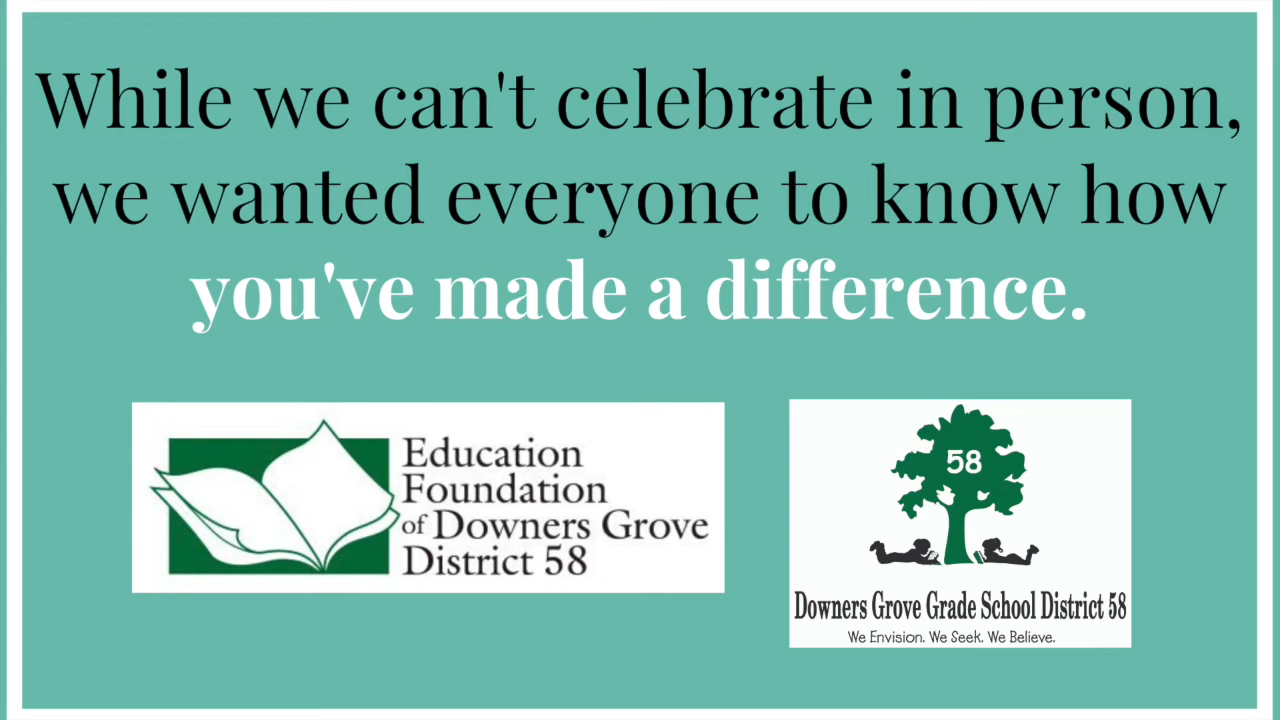 While we can't celebrate in person,
we wanted everyone to know how
you've made a difference.
Education
Foundation
of Downers Grove
District 58
58
Downers Grove Grade School District 58
We Envision. We Seek. We Believe.